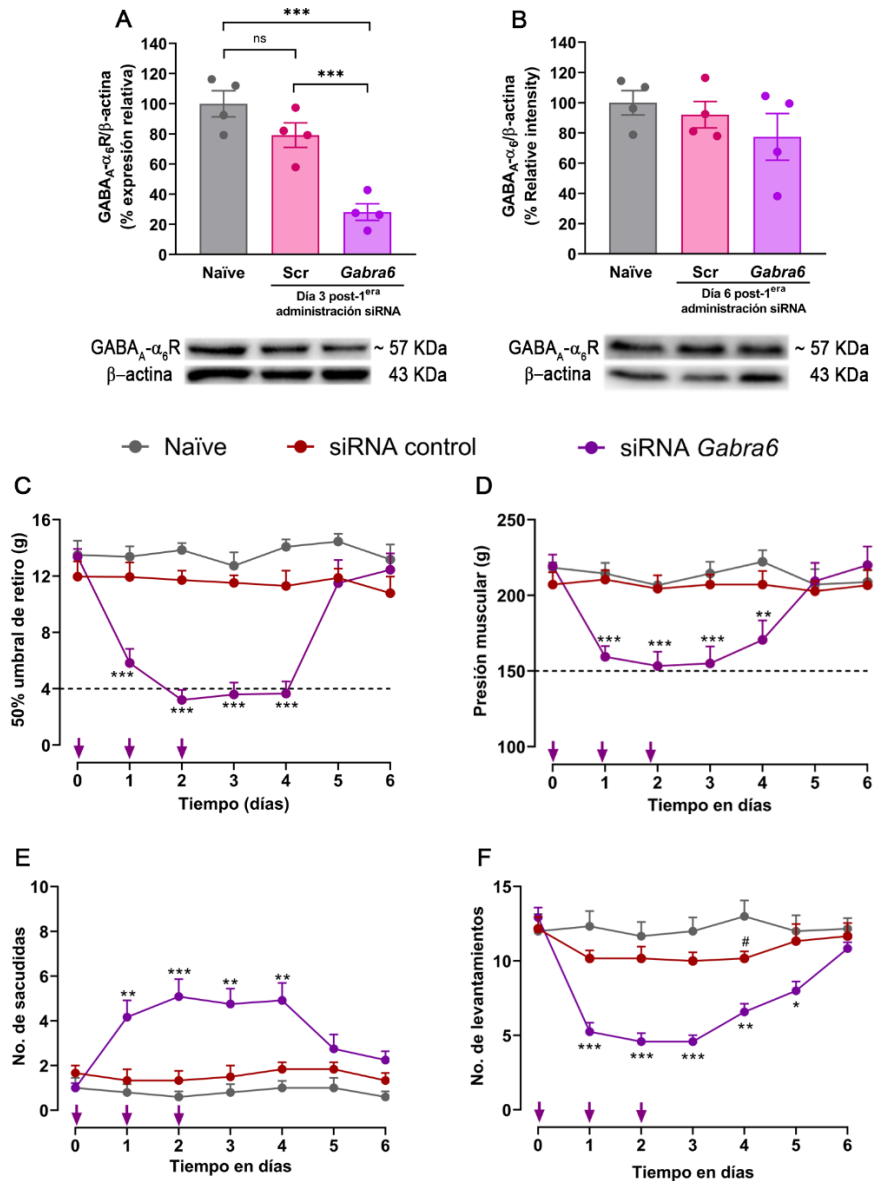 A
***
ns
***
GABA_A-α₆R/β-actina
(% expresión relativa)
140
120
100
80
60
40
20
0
Naïve
Scr
Gabra6
Día 3 post-1ᵉʳᵃ
administración siRNA
GABA_A-α₆R
~ 57 KDa
β-actina
43 KDa
B
GABA_A-α₆/β-actina
(% Relative intensity)
140
120
100
80
60
40
20
0
Naïve
Scr
Gabra6
Día 6 post-1ᵉʳᵃ
administración siRNA
GABA_A-α₆R
~ 57 KDa
β-actina
43 KDa
Naïve
siRNA control
siRNA Gabra6
C
50% umbral de retiro (g)
16
12
8
4
0
***
***
***
***
0 1 2 3 4 5 6
Tiempo (días)
D
Presión muscular (g)
250
200
150
100
***
***
***
**
0 1 2 3 4 5 6
Tiempo en días
E
No. de sacudidas
10
8
6
4
2
0
**
***
**
**
0 1 2 3 4 5 6
Tiempo en días
F
No. de levantamientos
15
10
5
0
#
***
***
***
**
*
0 1 2 3 4 5 6
Tiempo en días